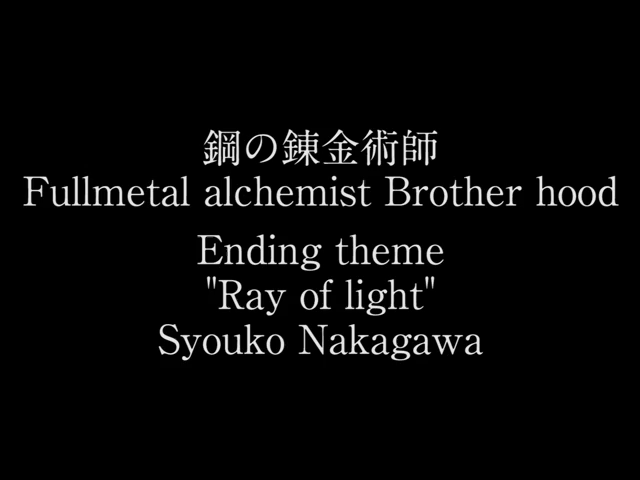 鋼の錬金術師
Fullmetal alchemist Brother hood
Ending theme
"Ray of light"
Syouko Nakagawa